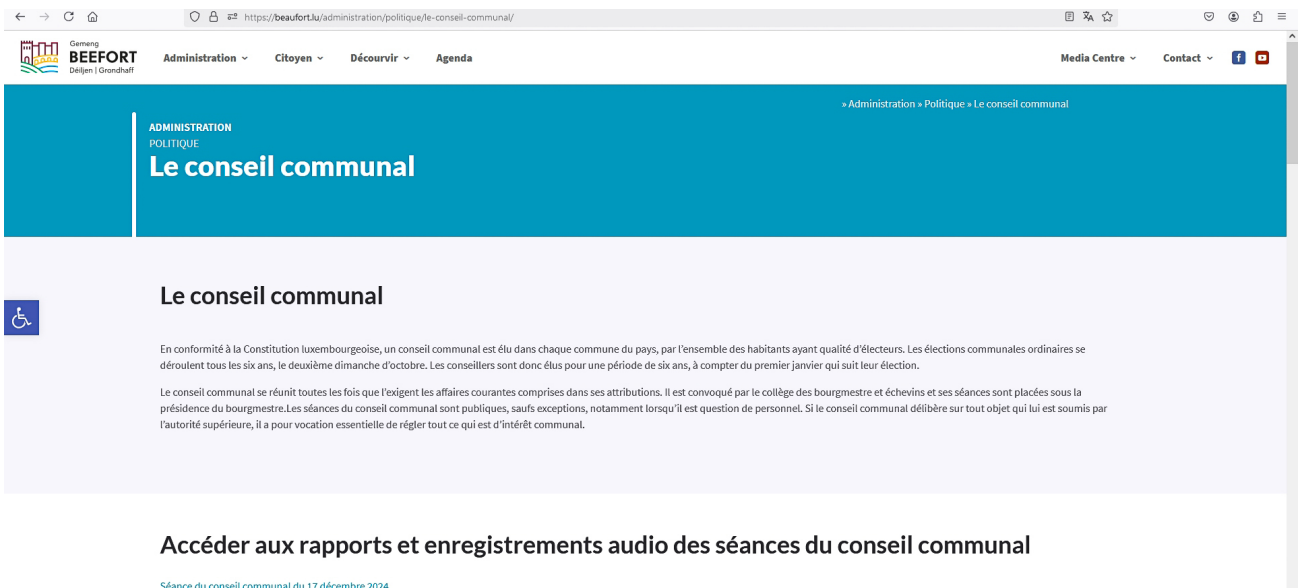 https://beaufort.lu/administration/politique/le-conseil-communal/
Gemeng
BEEFORT
Déiljen | Grondhaff
Administration
Citoyen
Découvrir
Agenda
Media Centre
Contact
» Administration » Politique » Le conseil communal
ADMINISTRATION
POLITIQUE
Le conseil communal
Le conseil communal
En conformité à la Constitution luxembourgeoise, un conseil communal est élu dans chaque commune du pays, par l'ensemble des habitants ayant qualité d'électeurs. Les élections communales ordinaires se
déroulent tous les six ans, le deuxième dimanche d'octobre. Les conseillers sont donc élus pour une période de six ans, à compter du premier janvier qui suit leur élection.
Le conseil communal se réunit toutes les fois que l'exigent les affaires courantes comprises dans ses attributions. Il est convoqué par le collège des bourgmestre et échevins et ses séances sont placées sous la
présidence du bourgmestre.Les séances du conseil communal sont publiques, saufs exceptions, notamment lorsqu'il est question de personnel. Si le conseil communal délibère sur tout objet qui lui est soumis par
l'autorité supérieure, il a pour vocation essentielle de régler tout ce qui est d'intérêt communal.
Accéder aux rapports et enregistrements audio des séances du conseil communal
Séance du conseil communal du 17 décembre 2024